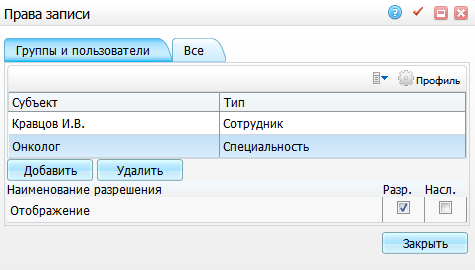 Права записи
Группы и пользователи Все
Профиль
Субъект Тип
Кравцов И.В. Сотрудник
Онколог Специальность
Добавить Удалить
Наименование разрешения Разр. Насл.
Отображение
Закрыть